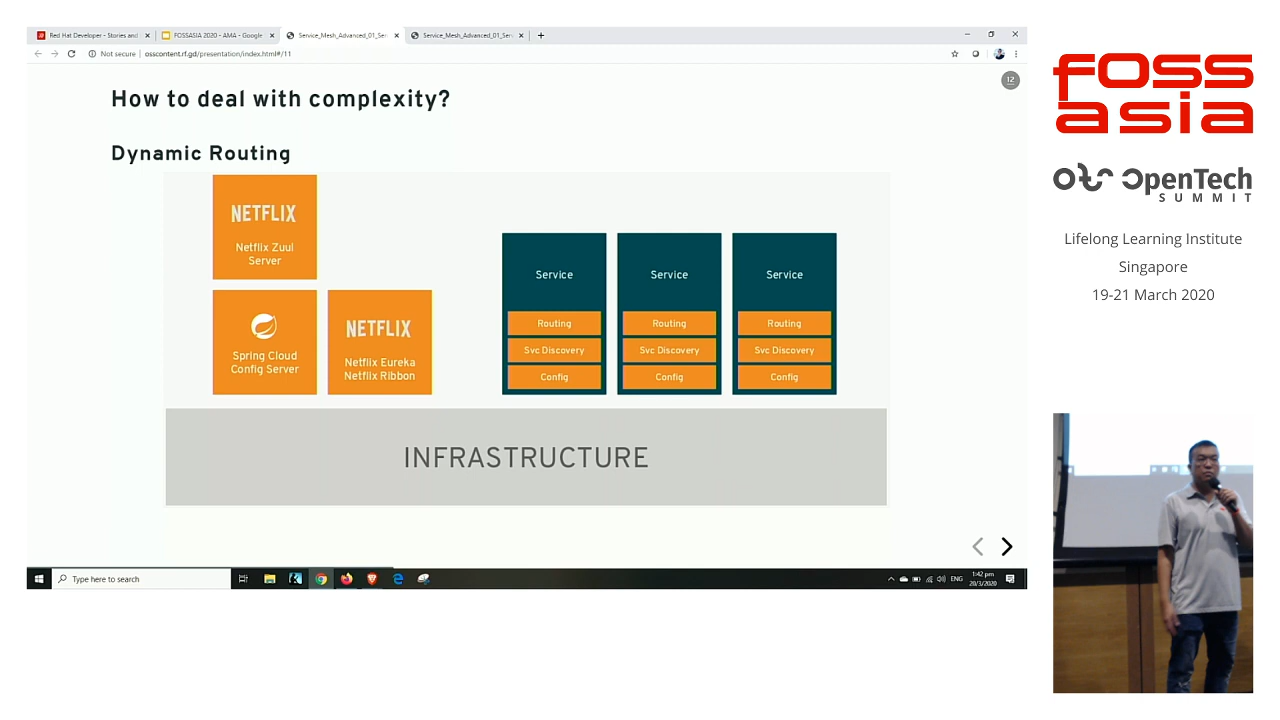 Red Hat Developer - Stories and
FOSSASIA 2020 - AMA - Google
Service_Mesh_Advanced_01_Ser
Service_Mesh_Advanced_01_Ser
Not secure
osscontent.rf.gd/presentation/index.html#/11
12
How to deal with complexity?
Dynamic Routing
NETFLIX
Netflix Zuul
Server
Spring Cloud
Config Server
NETFLIX
Netflix Eureka
Netflix Ribbon
Service
Routing
Svc Discovery
Config
Service
Routing
Svc Discovery
Config
Service
Routing
Svc Discovery
Config
INFRASTRUCTURE
Type here to search
ENG
1:42 pm
20/3/2020
FOSS
asia
OpenTech
SUMMIT
Lifelong Learning Institute
Singapore
19-21 March 2020